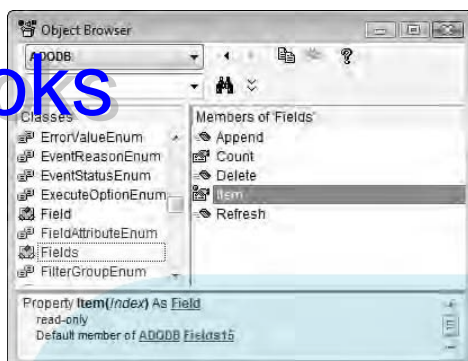 Object Browser
ADODB
oks
Classes
Members of 'Fields'
ErrorValueEnum
EventReasonEnum
EventStatusEnum
ExecuteOptionEnum
Field
FieldAttributeEnum
Fields
FilterGroupEnum
Append
Count
Delete
Item
Refresh
Property Item(Index) As Field
read-only
Default member of ADODB.Fields15